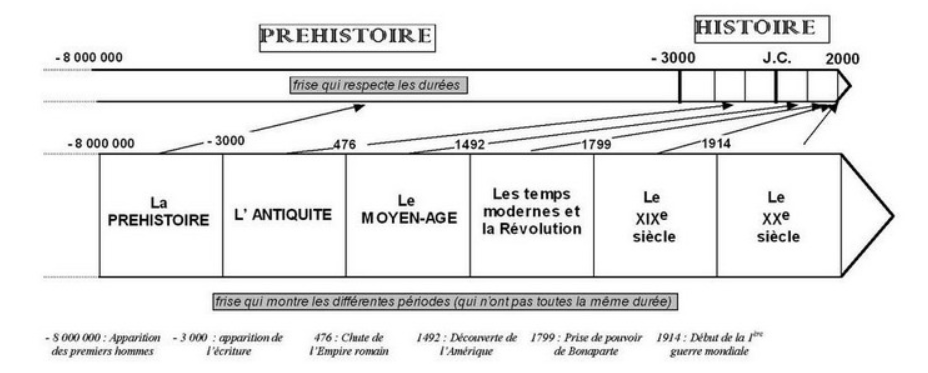 PREHISTOIRE
HISTOIRE
- 8 000 000
- 3000
J.C.
2000
frise qui respecte les durées
- 8 000 000
- 3000
476
1492
1799
1914
La
PREHISTOIRE
L' ANTIQUITE
Le
MOYEN-AGE
Les temps
modernes et
la Révolution
Le
XIXe
siècle
Le
XXe
siècle
frise qui montre les différentes périodes (qui n'ont pas toutes la même durée)
- 8 000 000 : Apparition
des premiers hommes
- 3 000 : apparition de
l'écriture
476 : Chute de
l'Empire romain
1492 : Découverte de
l'Amérique
1799 : Prise de pouvoir
de Bonaparte
1914 : Début de la 1ère
guerre mondiale